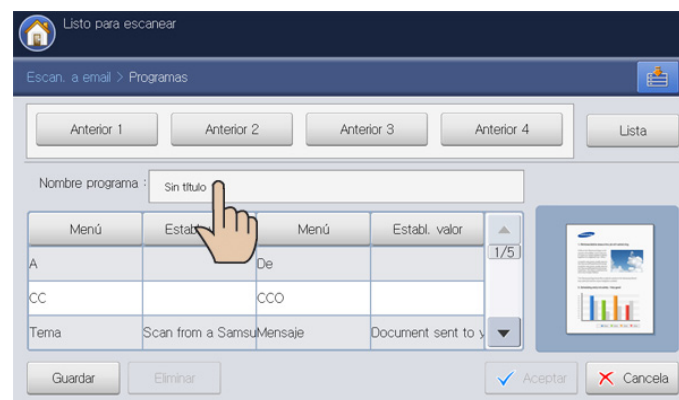 Listo para escanear
Escan. a email > Programas
Anterior 1 Anterior 2 Anterior 3 Anterior 4 Lista
Nombre programa : Sin título
Menú Establ. Menú Establ. valor
A De 1/5
CC CCO
Tema Scan from a Samsu Mensaje Document sent to y
Guardar Eliminar Aceptar Cancela